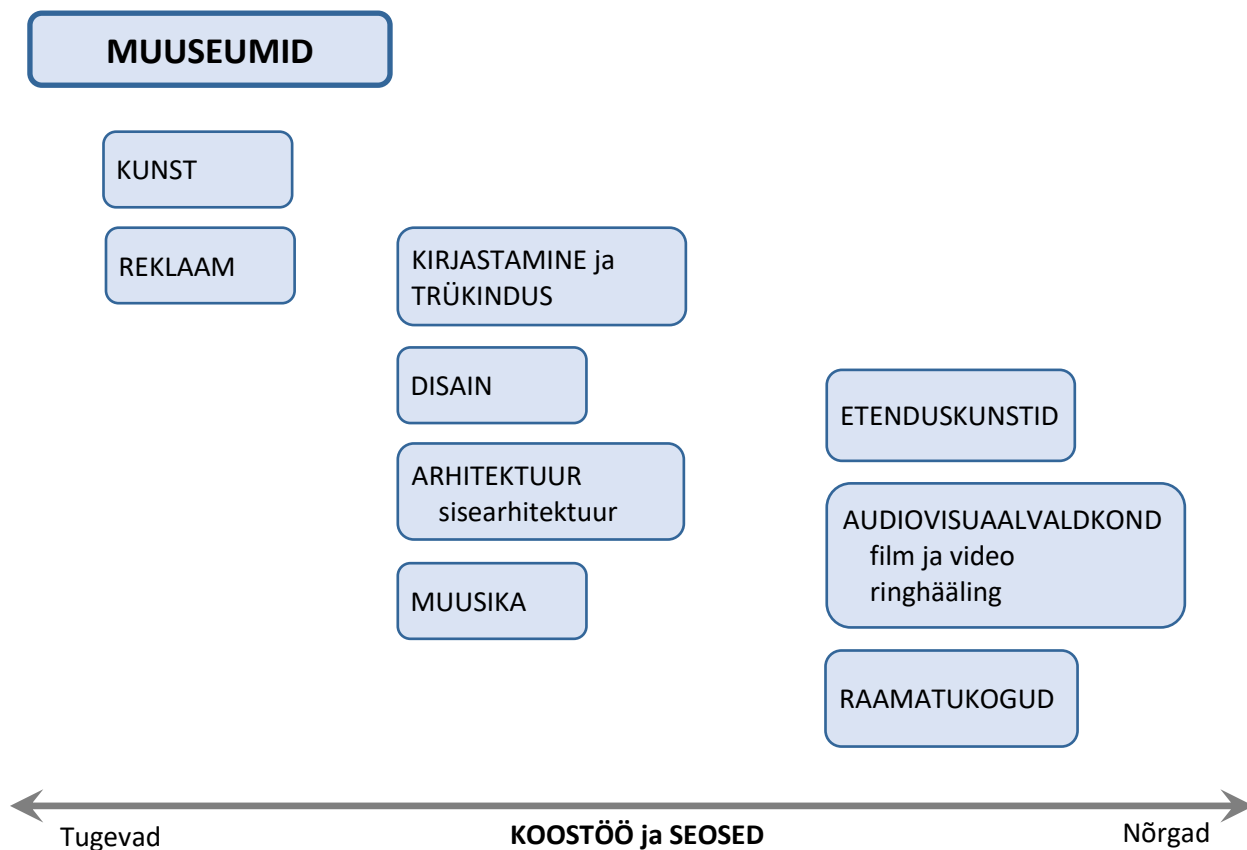 MUUSEUMID
KUNST
REKLAAM
KIRJASTAMINE ja
TRÜKINDUS
DISAIN
ARHITEKTUUR
sisearhitektuur
MUUSIKA
ETENDUSKUNSTID
AUDIOVISUAALVALDKOND
film ja video
ringhääling
RAAMATUKOGUD
Tugevad
KOOSTÖÖ ja SEOSED
Nõrgad